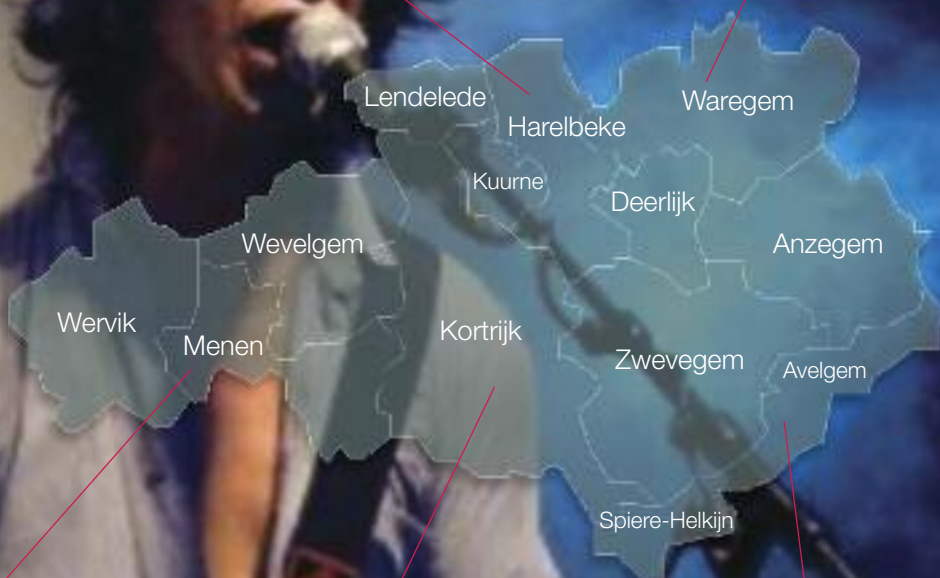 Lendelede
Waregem
Harelbeke
Kuurne
Deerlijk
Wevelgem
Anzegem
Wervik
Kortrijk
Menen
Zwevegem
Avelgem
Spiere-Helkijn